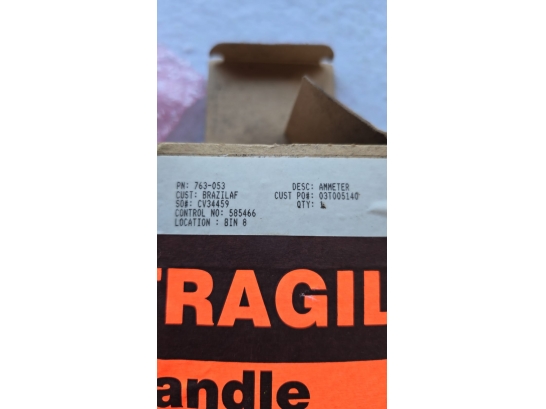 PN: 763-053 DESC: AMMETER
CUST: BRAZILAF CUST PO#: 03T005140
SO#: CV34459 QTY:
CONTROL NO: 585466
LOCATION : BIN 8
FRAGIL
andle